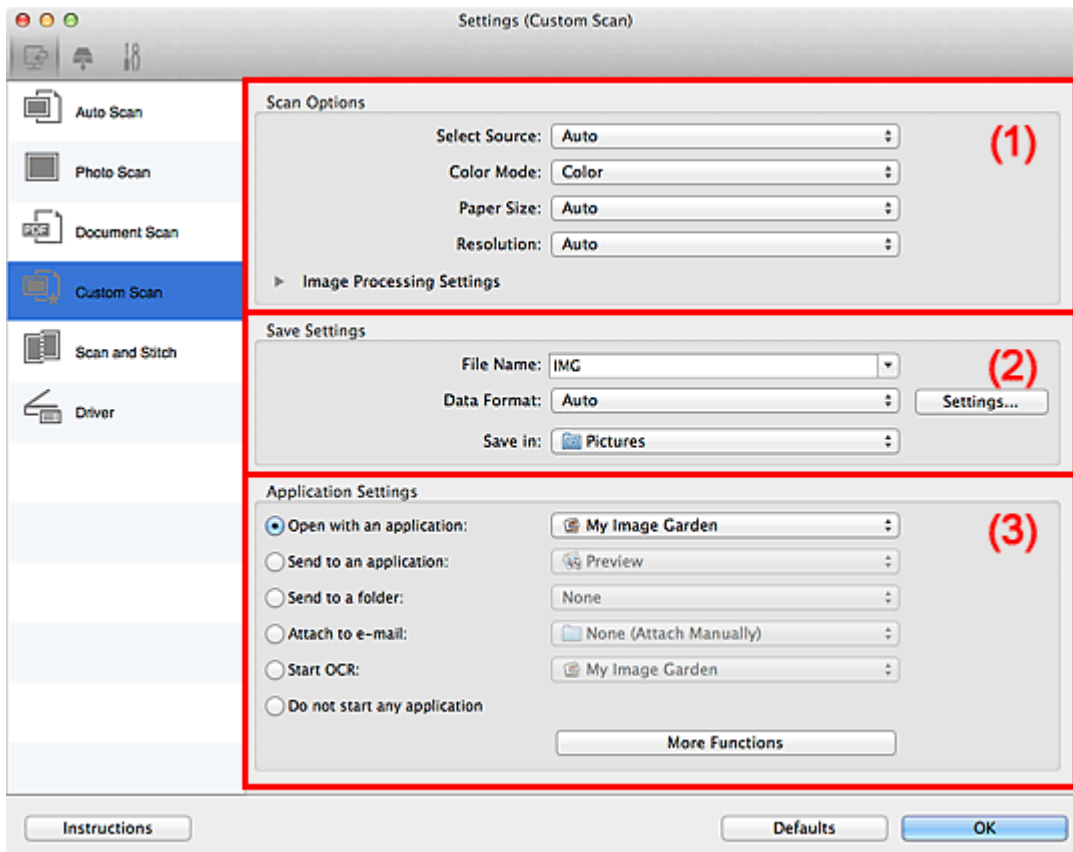 Settings (Custom Scan)
Auto Scan
Photo Scan
PDF
Document Scan
Custom Scan
Scan and Stitch
Driver
Scan Options
(1)
Select Source: Auto
Color Mode: Color
Paper Size: Auto
Resolution: Auto
Image Processing Settings
Save Settings
(2)
File Name: IMG
Data Format: Auto Settings...
Save in: Pictures
Application Settings
(3)
Open with an application: My Image Garden
Send to an application: Preview
Send to a folder: None
Attach to e-mail: None (Attach Manually)
Start OCR: My Image Garden
Do not start any application
More Functions
Instructions Defaults OK